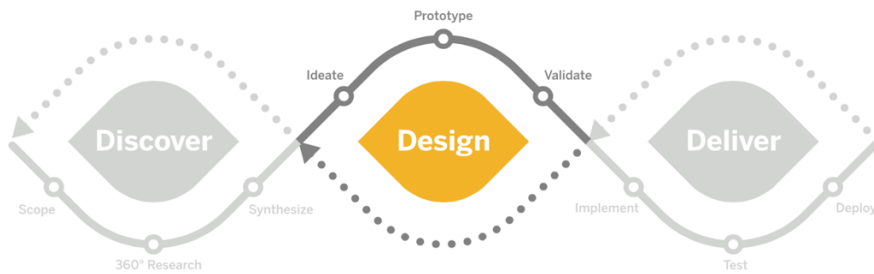 Prototype
Ideate
Validate
Discover
Design
Deliver
Scope
Synthesize
Implement
Deploy
360° Research
Test